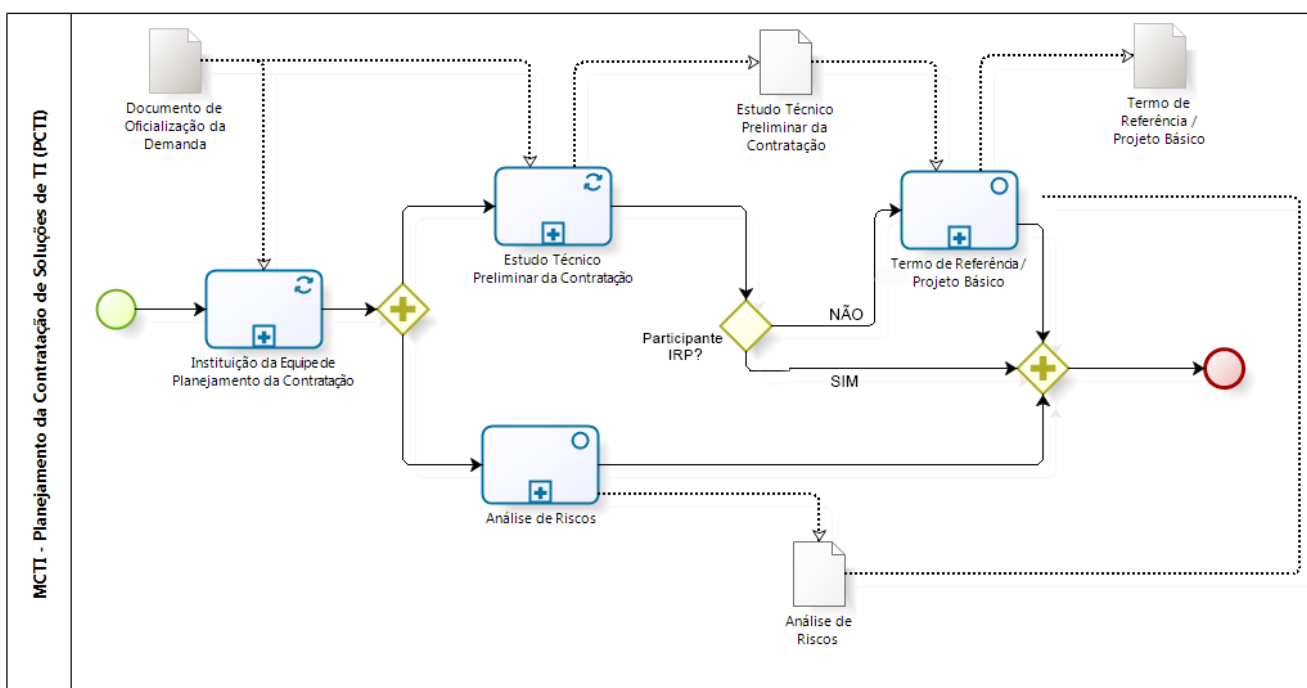 MCTI - Planejamento da Contratação de Soluções de TI (PCTI)
Documento de
Oficialização da
Demanda
Estudo Técnico
Preliminar da
Contratação
Termo de
Referência /
Projeto Básico
Estudo Técnico
Preliminar da Contratação
Termo de Referência/
Projeto Básico
Instituição da Equipe de
Planejamento da Contratação
Participante
IRP?
NÃO
SIM
Análise de Riscos
Análise de
Riscos